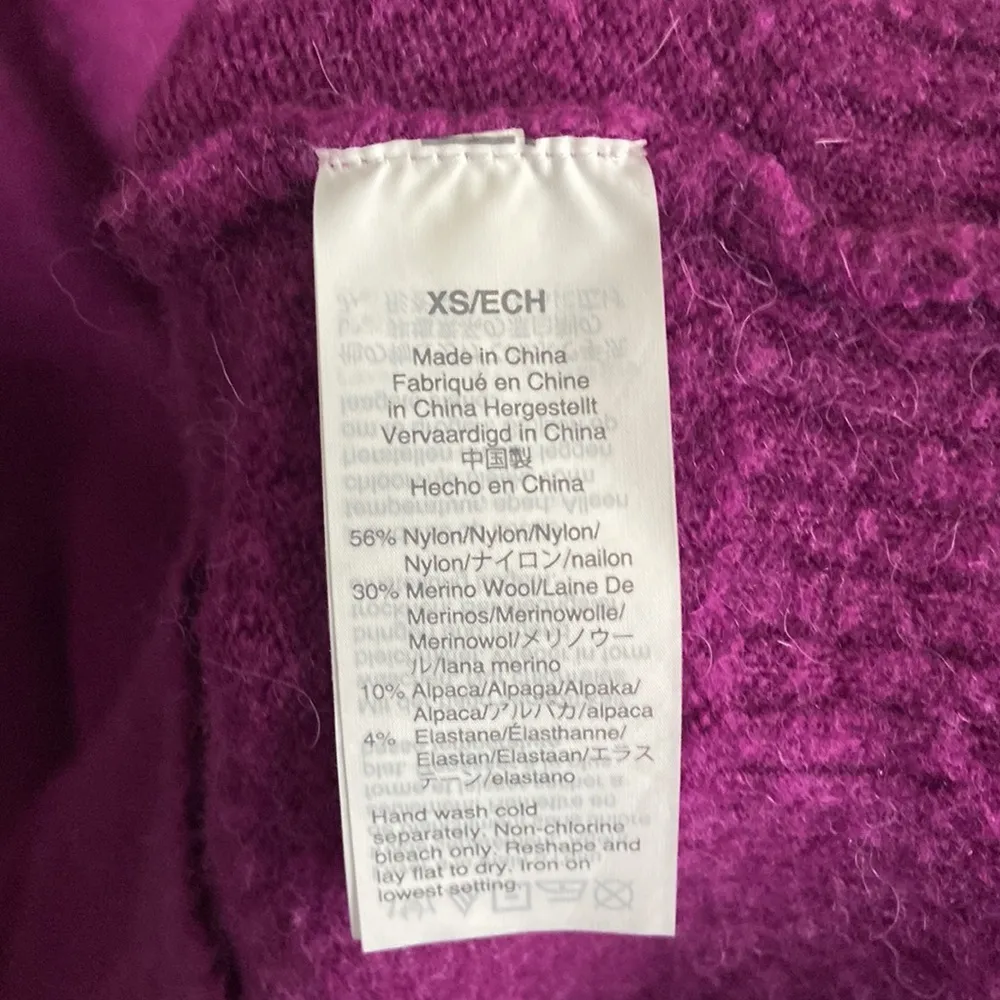 XS/ECH
Made in China
Fabriqué en Chine
in China Hergestellt
Vervaardigd in China
中国製
Hecho en China
56% Nylon/Nylon/Nylon/
Nylon/ナイロン/nailon
30% Merino Wool/Laine De
Merinos/Merinowolle/
Merinowol/メリノウー
ル/lana merino
10% Alpaca/Alpaga/Alpaka/
Alpaca/アルパカ/alpaca
4% Elastane/Élasthanne/
Elastan/Elastaan/エラス
テーン/elastano
Hand wash cold
separately. Non-chlorine
bleach only. Reshape and
lay flat to dry. Iron on
lowest setting.